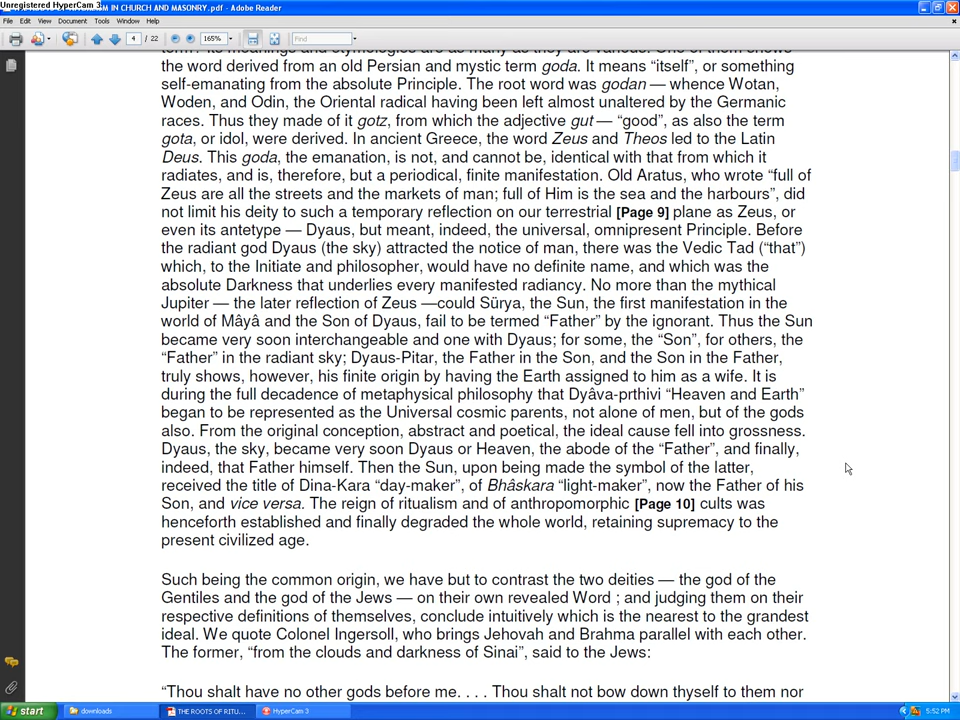 Unregistered HyperCam 3
M IN CHURCH AND MASONRY.pdf - Adobe Reader
File Edit View Document Tools Window Help
4 / 22 165% Find
the word derived from an old Persian and mystic term goda. It means “itself”, or something
self-emanating from the absolute Principle. The root word was godan — whence Wotan,
Woden, and Odin, the Oriental radical having been left almost unaltered by the Germanic
races. Thus they made of it gotz, from which the adjective gut — “good”, as also the term
gota, or idol, were derived. In ancient Greece, the word Zeus and Theos led to the Latin
Deus. This goda, the emanation, is not, and cannot be, identical with that from which it
radiates, and is, therefore, but a periodical, finite manifestation. Old Aratus, who wrote “full of
Zeus are all the streets and the markets of man; full of Him is the sea and the harbours”, did
not limit his deity to such a temporary reflection on our terrestrial [Page 9] plane as Zeus, or
even its antetype — Dyaus, but meant, indeed, the universal, omnipresent Principle. Before
the radiant god Dyaus (the sky) attracted the notice of man, there was the Vedic Tad (“that”)
which, to the Initiate and philosopher, would have no definite name, and which was the
absolute Darkness that underlies every manifested radiancy. No more than the mythical
Jupiter — the later reflection of Zeus —could Sûrya, the Sun, the first manifestation in the
world of Mâyâ and the Son of Dyaus, fail to be termed “Father” by the ignorant. Thus the Sun
became very soon interchangeable and one with Dyaus; for some, the “Son”, for others, the
“Father” in the radiant sky; Dyaus-Pitar, the Father in the Son, and the Son in the Father,
truly shows, however, his finite origin by having the Earth assigned to him as a wife. It is
during the full decadence of metaphysical philosophy that Dyâva-prthivi “Heaven and Earth”
began to be represented as the Universal cosmic parents, not alone of men, but of the gods
also. From the original conception, abstract and poetical, the ideal cause fell into grossness.
Dyaus, the sky, became very soon Dyaus or Heaven, the abode of the “Father”, and finally,
indeed, that Father himself. Then the Sun, upon being made the symbol of the latter,
received the title of Dina-Kara “day-maker”, of Bhâskara “light-maker”, now the Father of his
Son, and vice versa. The reign of ritualism and of anthropomorphic [Page 10] cults was
henceforth established and finally degraded the whole world, retaining supremacy to the
present civilized age.
Such being the common origin, we have but to contrast the two deities — the god of the
Gentiles and the god of the Jews — on their own revealed Word ; and judging them on their
respective definitions of themselves, conclude intuitively which is the nearest to the grandest
ideal. We quote Colonel Ingersoll, who brings Jehovah and Brahma parallel with each other.
The former, “from the clouds and darkness of Sinai”, said to the Jews:
“Thou shalt have no other gods before me. . . . Thou shalt not bow down thyself to them nor
start downloads THE ROOTS OF RITU... HyperCam 3 5:52 PM